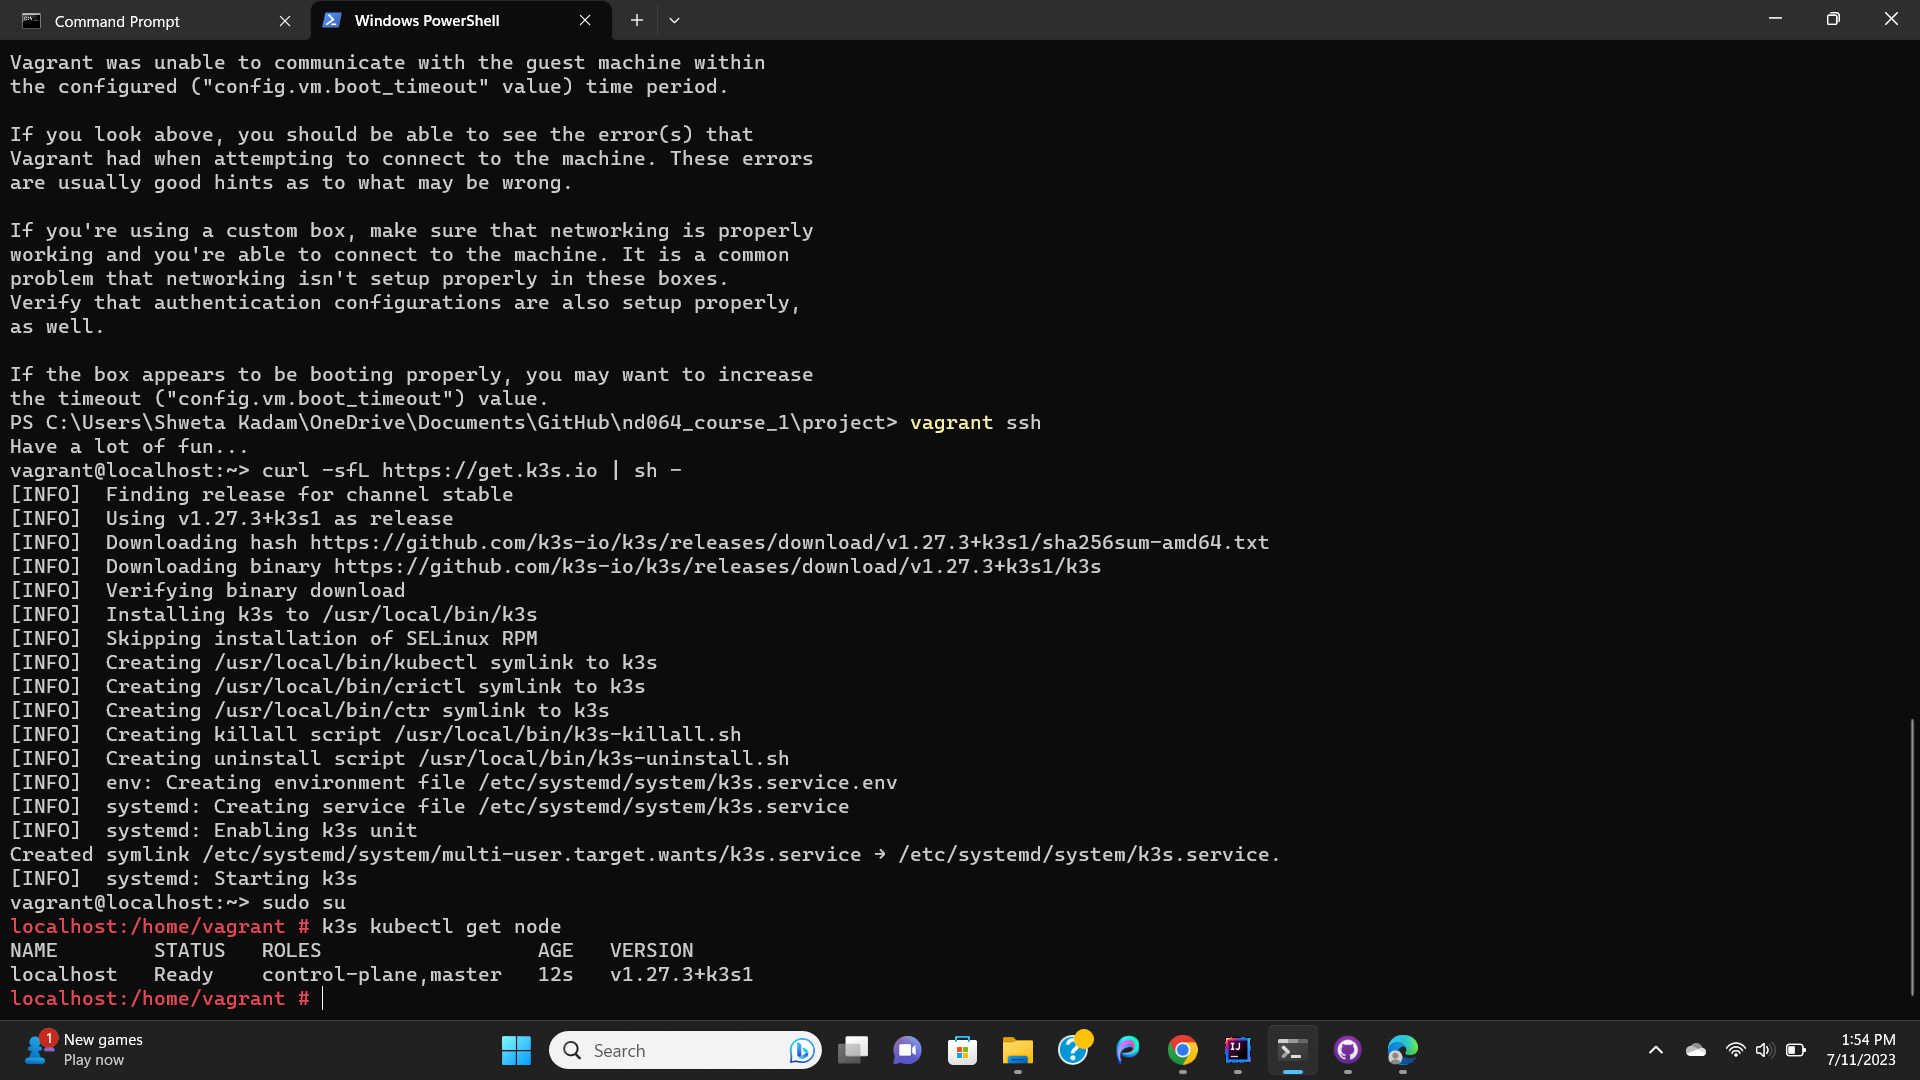 Command Prompt
Windows PowerShell
Vagrant was unable to communicate with the guest machine within
the configured ("config.vm.boot_timeout" value) time period.
If you look above, you should be able to see the error(s) that
Vagrant had when attempting to connect to the machine. These errors
are usually good hints as to what may be wrong.
If you're using a custom box, make sure that networking is properly
working and you're able to connect to the machine. It is a common
problem that networking isn't setup properly in these boxes.
Verify that authentication configurations are also setup properly,
as well.
If the box appears to be booting properly, you may want to increase
the timeout ("config.vm.boot_timeout") value.
PS C:\Users\Shweta Kadam\OneDrive\Documents\GitHub\nd064_course_1\project> vagrant ssh
Have a lot of fun...
vagrant@localhost:~> curl -sfL https://get.k3s.io | sh -
[INFO]  Finding release for channel stable
[INFO]  Using v1.27.3+k3s1 as release
[INFO]  Downloading hash https://github.com/k3s-io/k3s/releases/download/v1.27.3+k3s1/sha256sum-amd64.txt
[INFO]  Downloading binary https://github.com/k3s-io/k3s/releases/download/v1.27.3+k3s1/k3s
[INFO]  Verifying binary download
[INFO]  Installing k3s to /usr/local/bin/k3s
[INFO]  Skipping installation of SELinux RPM
[INFO]  Creating /usr/local/bin/kubectl symlink to k3s
[INFO]  Creating /usr/local/bin/crictl symlink to k3s
[INFO]  Creating /usr/local/bin/ctr symlink to k3s
[INFO]  Creating killall script /usr/local/bin/k3s-killall.sh
[INFO]  Creating uninstall script /usr/local/bin/k3s-uninstall.sh
[INFO]  env: Creating environment file /etc/systemd/system/k3s.service.env
[INFO]  systemd: Creating service file /etc/systemd/system/k3s.service
[INFO]  systemd: Enabling k3s unit
Created symlink /etc/systemd/system/multi-user.target.wants/k3s.service → /etc/systemd/system/k3s.service.
[INFO]  systemd: Starting k3s
vagrant@localhost:~> sudo su
localhost:/home/vagrant # k3s kubectl get node
NAME        STATUS   ROLES                  AGE   VERSION
localhost   Ready    control-plane,master   12s   v1.27.3+k3s1
localhost:/home/vagrant #
1
New games
Play now
Search
IJ
1:54 PM
7/11/2023